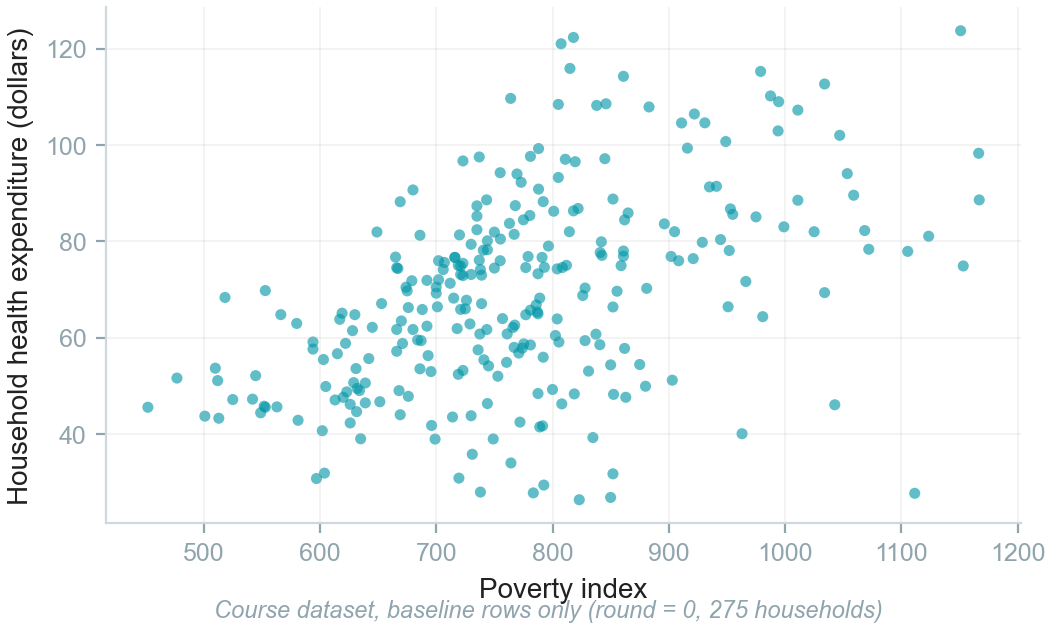 Household health expenditure (dollars)
120
100
80
60
40
500 600 700 800 900 1000 1100 1200
Poverty index
Course dataset, baseline rows only (round = 0, 275 households)